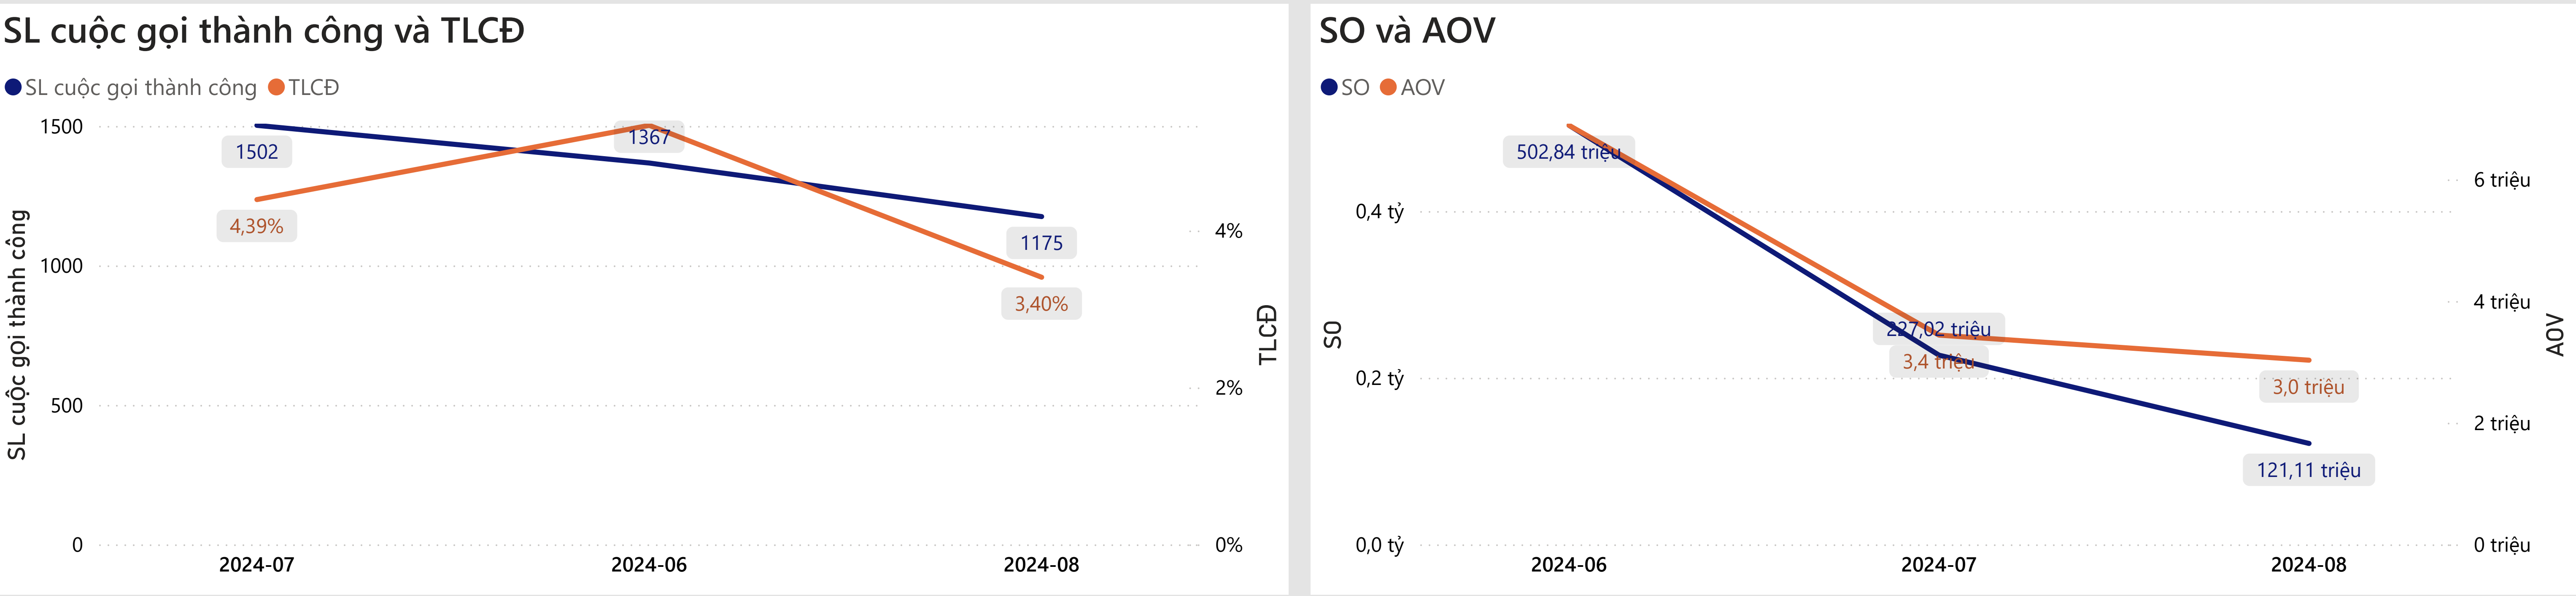 SL cuộc gọi thành công và TLCĐ
SL cuộc gọi thành công TLCĐ
SL cuộc gọi thành công
1500
1000
500
0
1502
4,39%
1367
1175
3,40%
4%
2%
0%
TLCĐ
2024-07 2024-06 2024-08
SO và AOV
SO AOV
SO
0,4 tỷ
0,2 tỷ
0,0 tỷ
502,84 triệu
227,02 triệu
3,4 triệu
3,0 triệu
121,11 triệu
6 triệu
4 triệu
2 triệu
0 triệu
AOV
2024-06 2024-07 2024-08